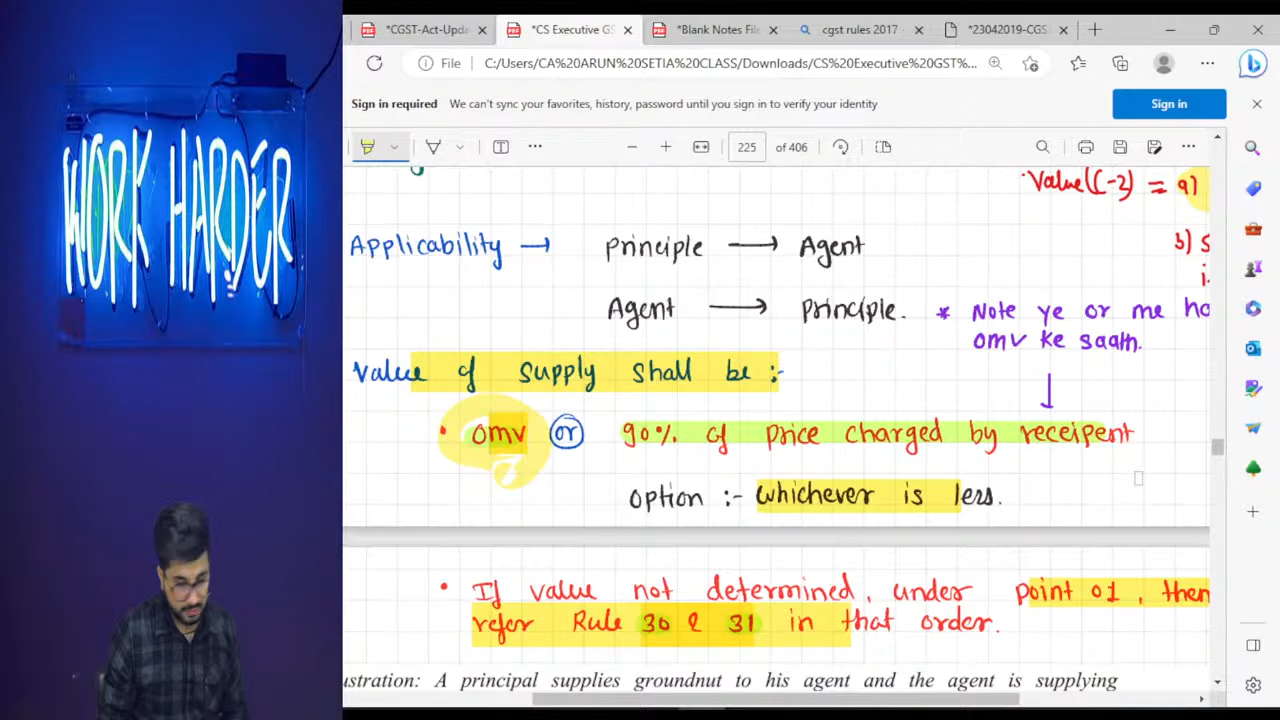 WORK HARDER
*CGST-Act-Upda
*CS Executive GS
*Blank Notes File
cgst rules 2017
*23042019-CGS
File
C:/Users/CA%20ARUN%20SETIA%20CLASS/Downloads/CS%20Executive%20GST%...
Sign in required
We can't sync your favorites, history, password until you sign in to verify your identity
Sign in
225 of 406
Value((-2) = a)
Applicability → Principle → Agent
b) S
Agent → Principle.
* Note ye or me ho
omv ke saath.
Value of supply shall be :-
• omv or 90% of price charged by receipent
option :- whichever is less.
• If value not determined, under point 01, then
refer Rule 30 & 31 in that order.
ustration: A principal supplies groundnut to his agent and the agent is supplying